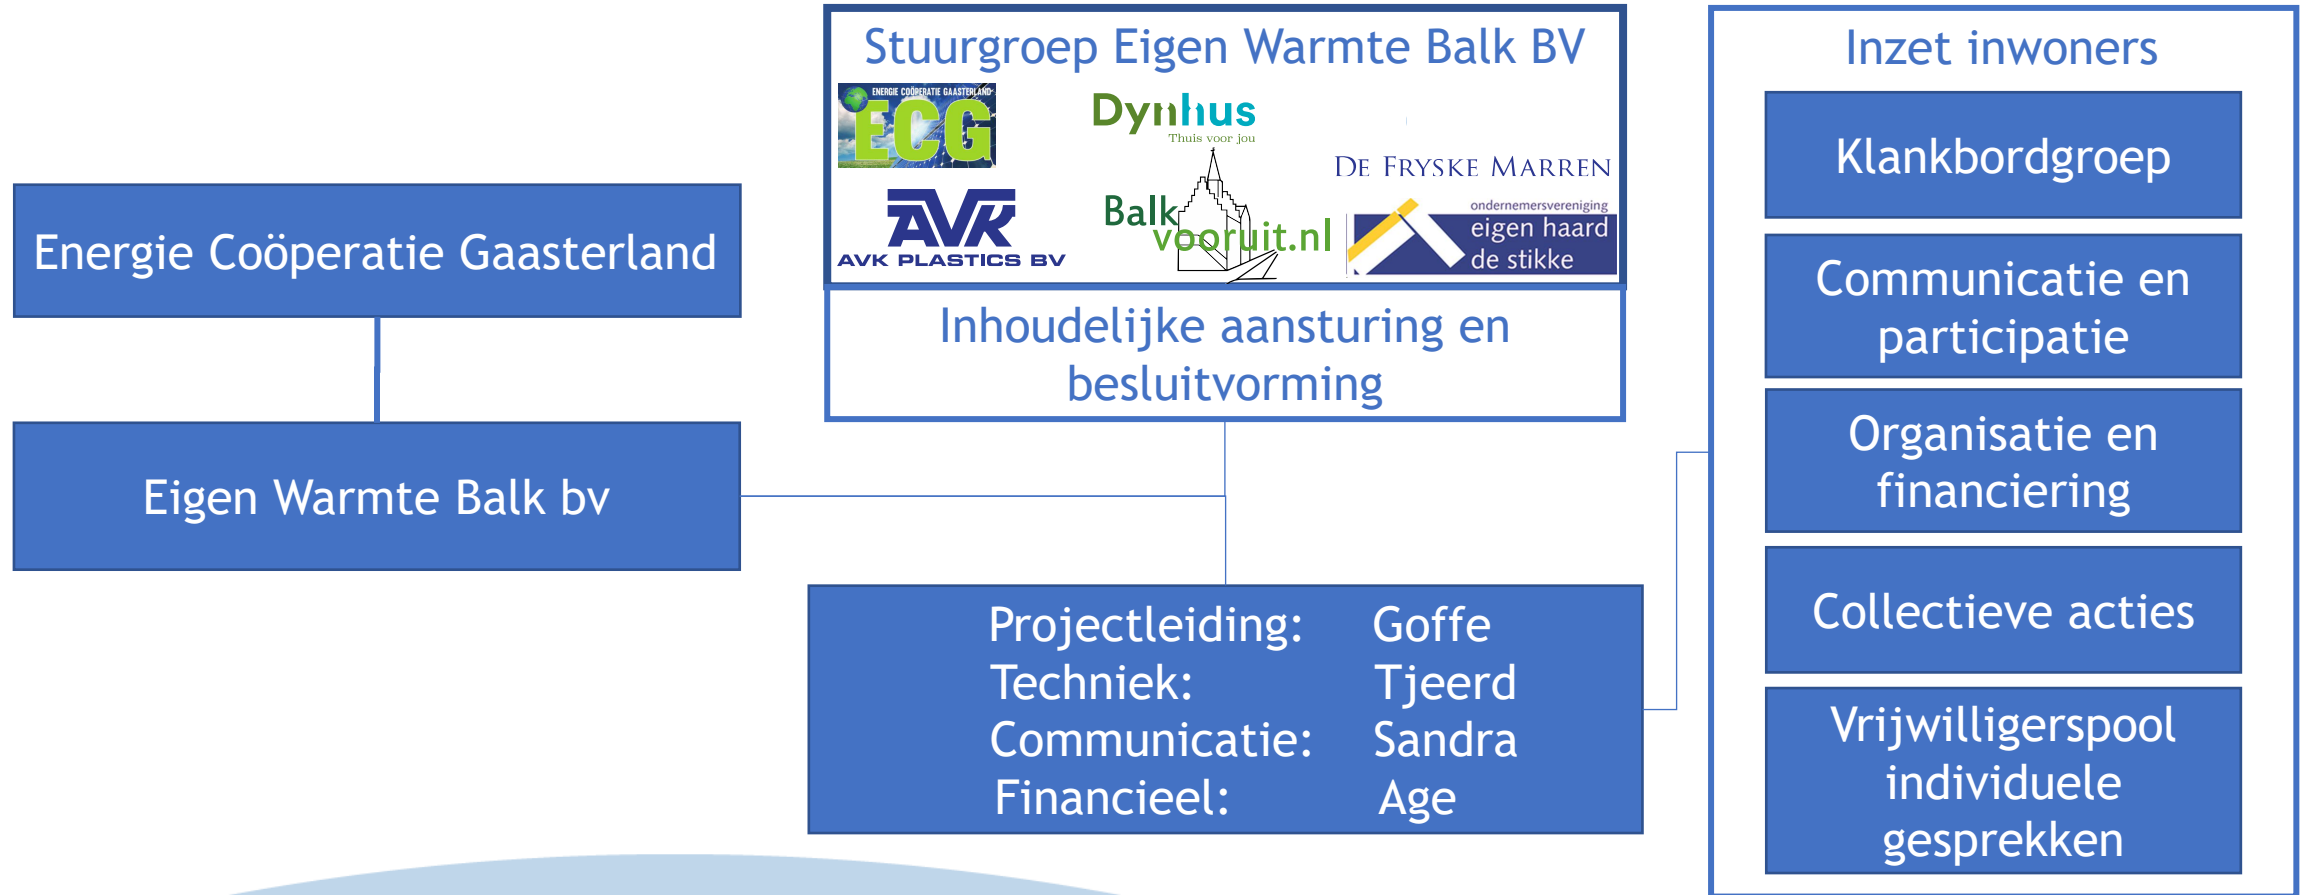 Energie Coöperatie Gaasterland
Eigen Warmte Balk bv
Stuurgroep Eigen Warmte Balk BV
ENERGIE COÖPERATIE GAASTERLAND
ECG
Dynhus
Thuis voor jou
DE FRYSKE MARREN
AVK
AVK PLASTICS BV
Balk
vooruit.nl
ondernemersvereniging
eigen haard
de stikke
Inhoudelijke aansturing en
besluitvorming
Projectleiding: Goffe
Techniek: Tjeerd
Communicatie: Sandra
Financieel: Age
Inzet inwoners
Klankbordgroep
Communicatie en
participatie
Organisatie en
financiering
Collectieve acties
Vrijwilligerspool
individuele
gesprekken